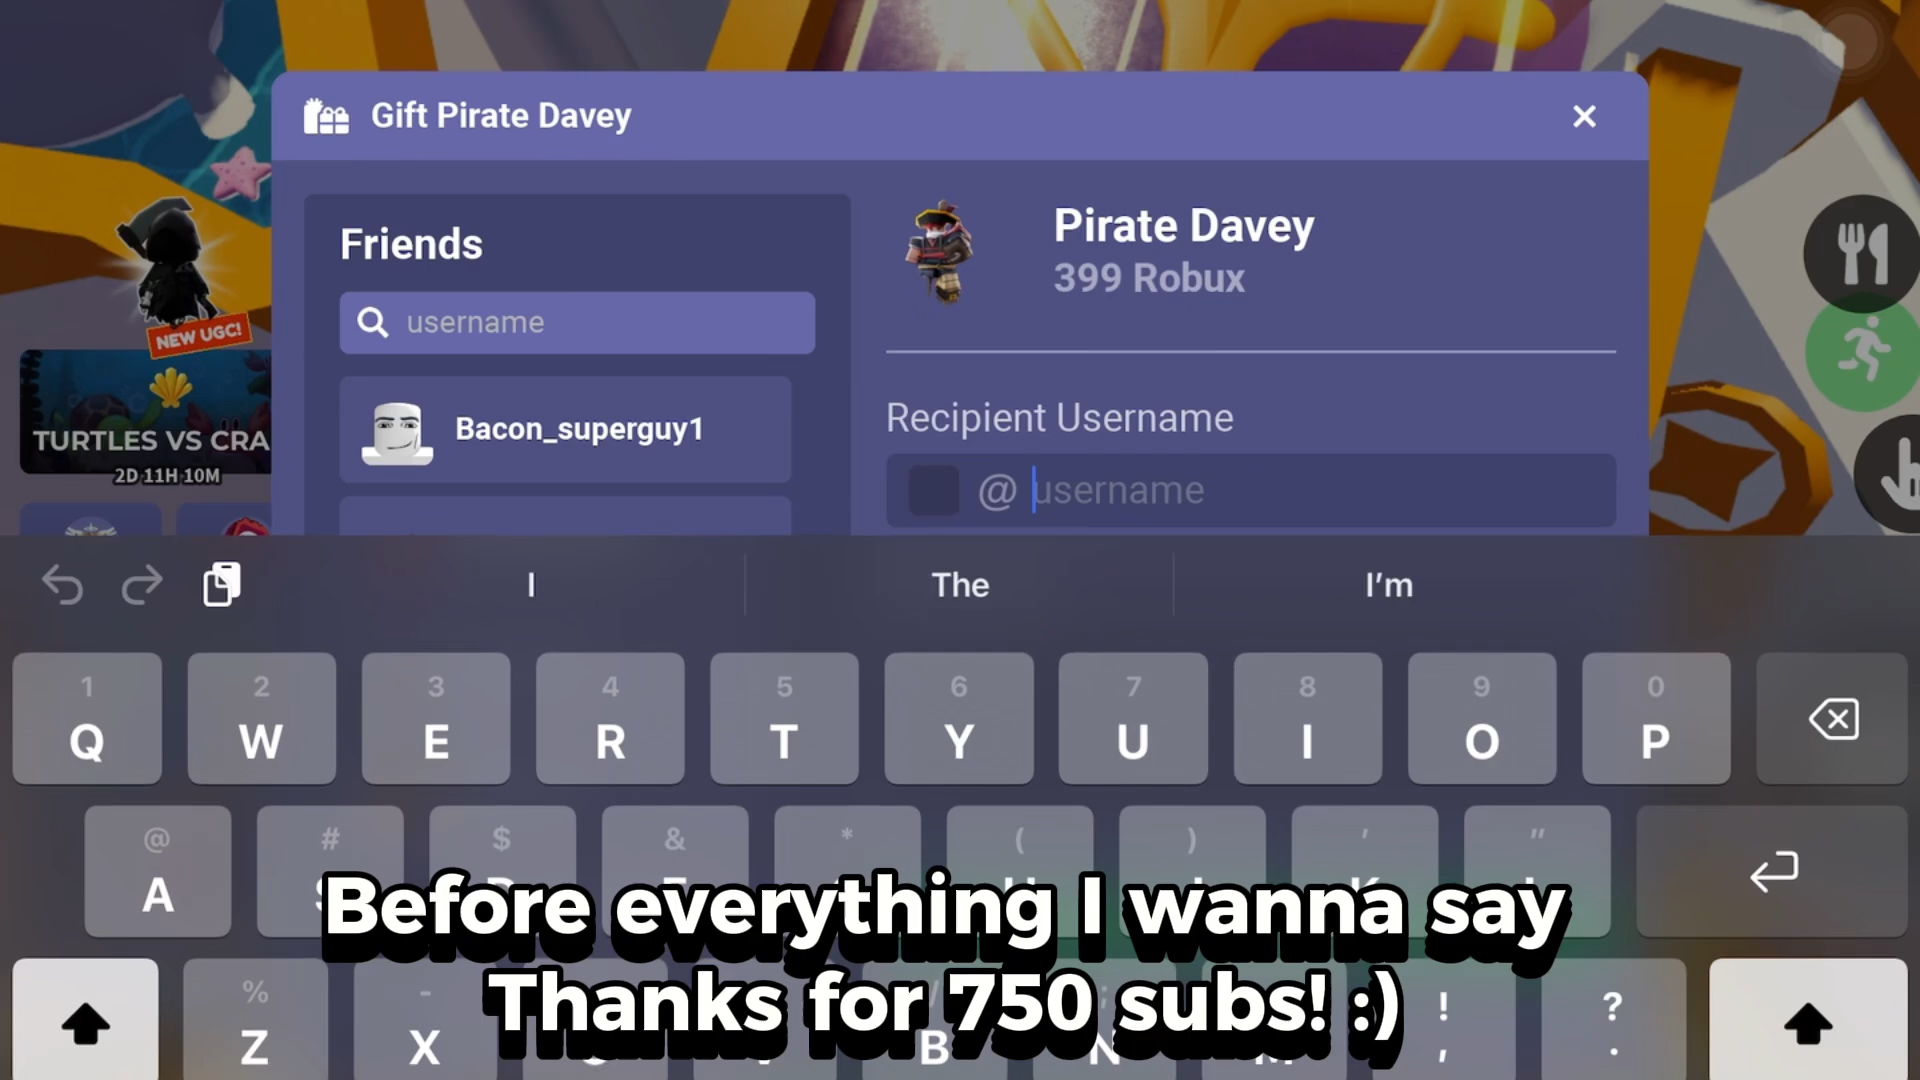 Gift Pirate Davey
Friends
username
Bacon_superguy1
Pirate Davey
399 Robux
Recipient Username
@ username
NEW UGC!
TURTLES VS CRA
2D 11H 10M
I
The
I'm
1 2 3 4 5 6 7 8 9 0
Q W E R T Y U I O P
@ # $ & * ( ) ' "
A
Before everything I wanna say
Thanks for 750 subs! :)
% - ! ?
Z X B N , .